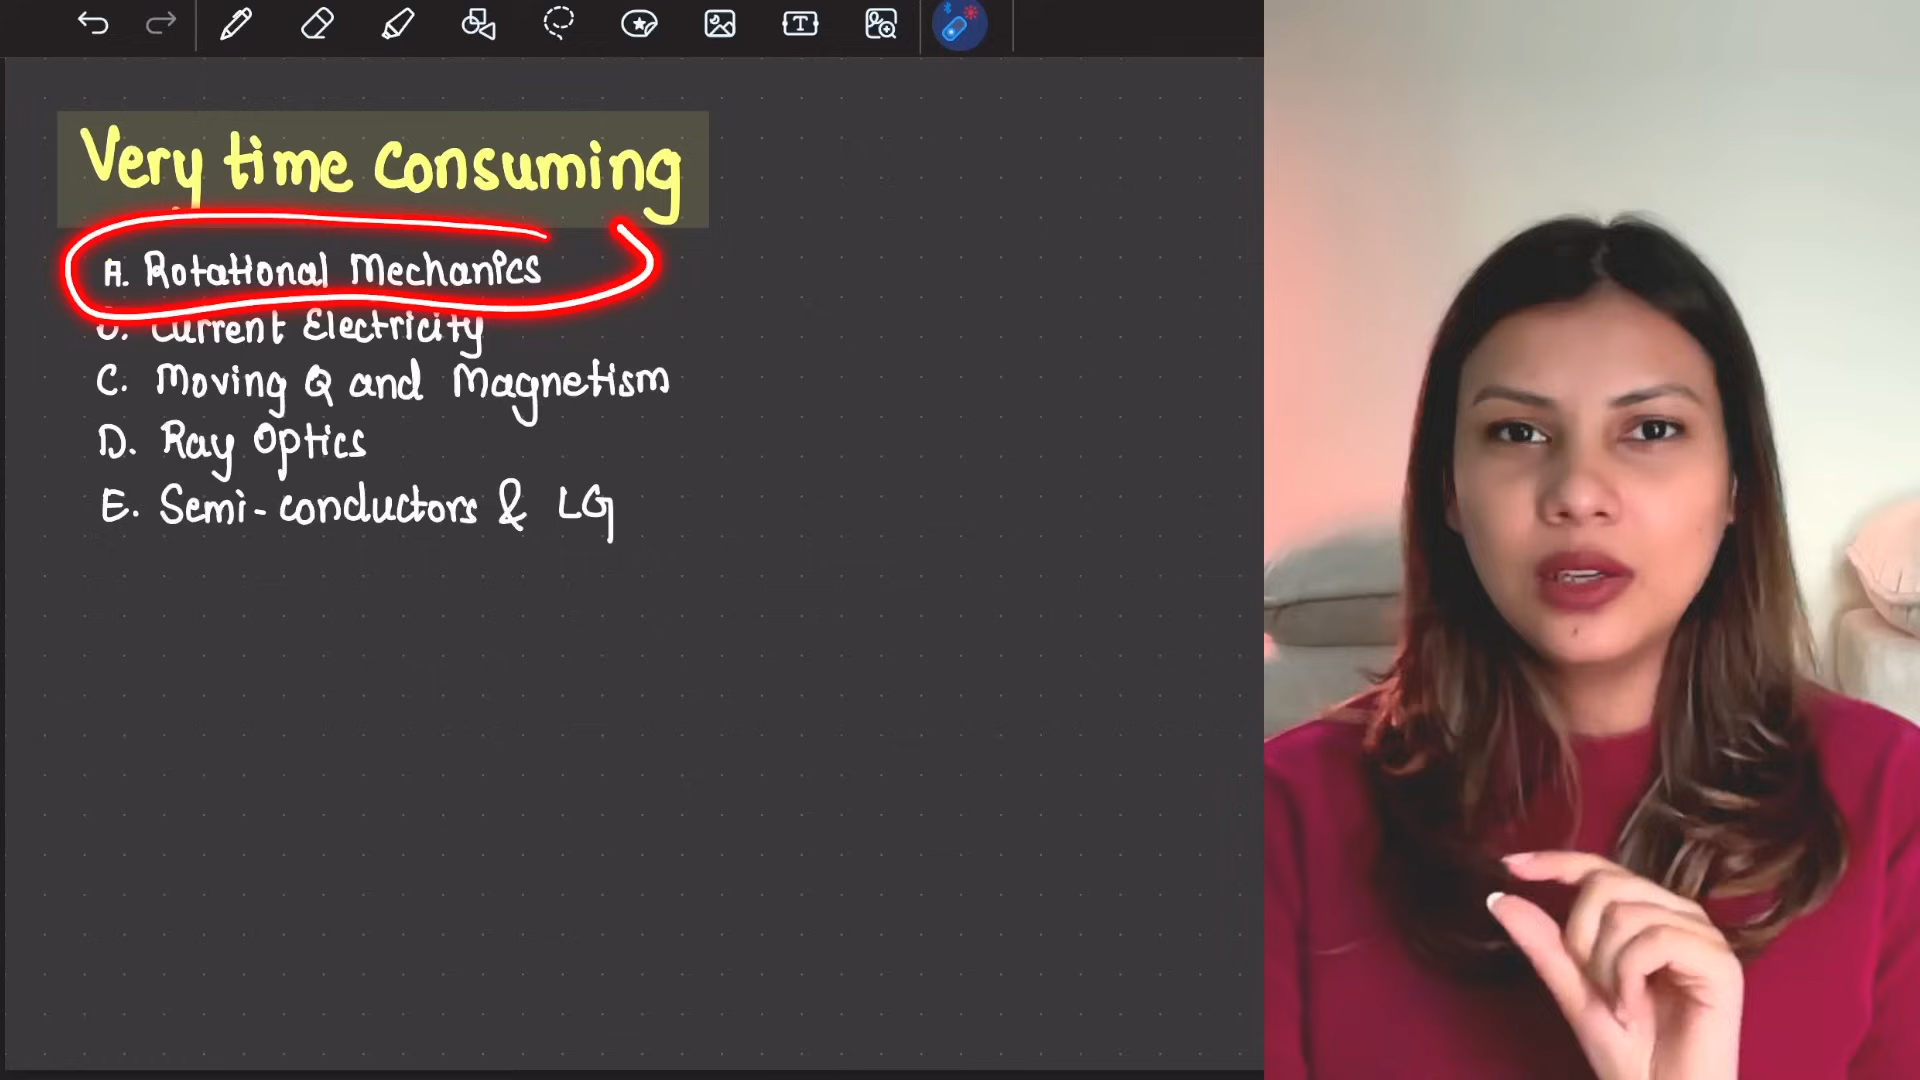 Very time Consuming
A. Rotational Mechanics
B. Current Electricity
C. Moving Q and Magnetism
D. Ray Optics
E. Semi-conductors & LG